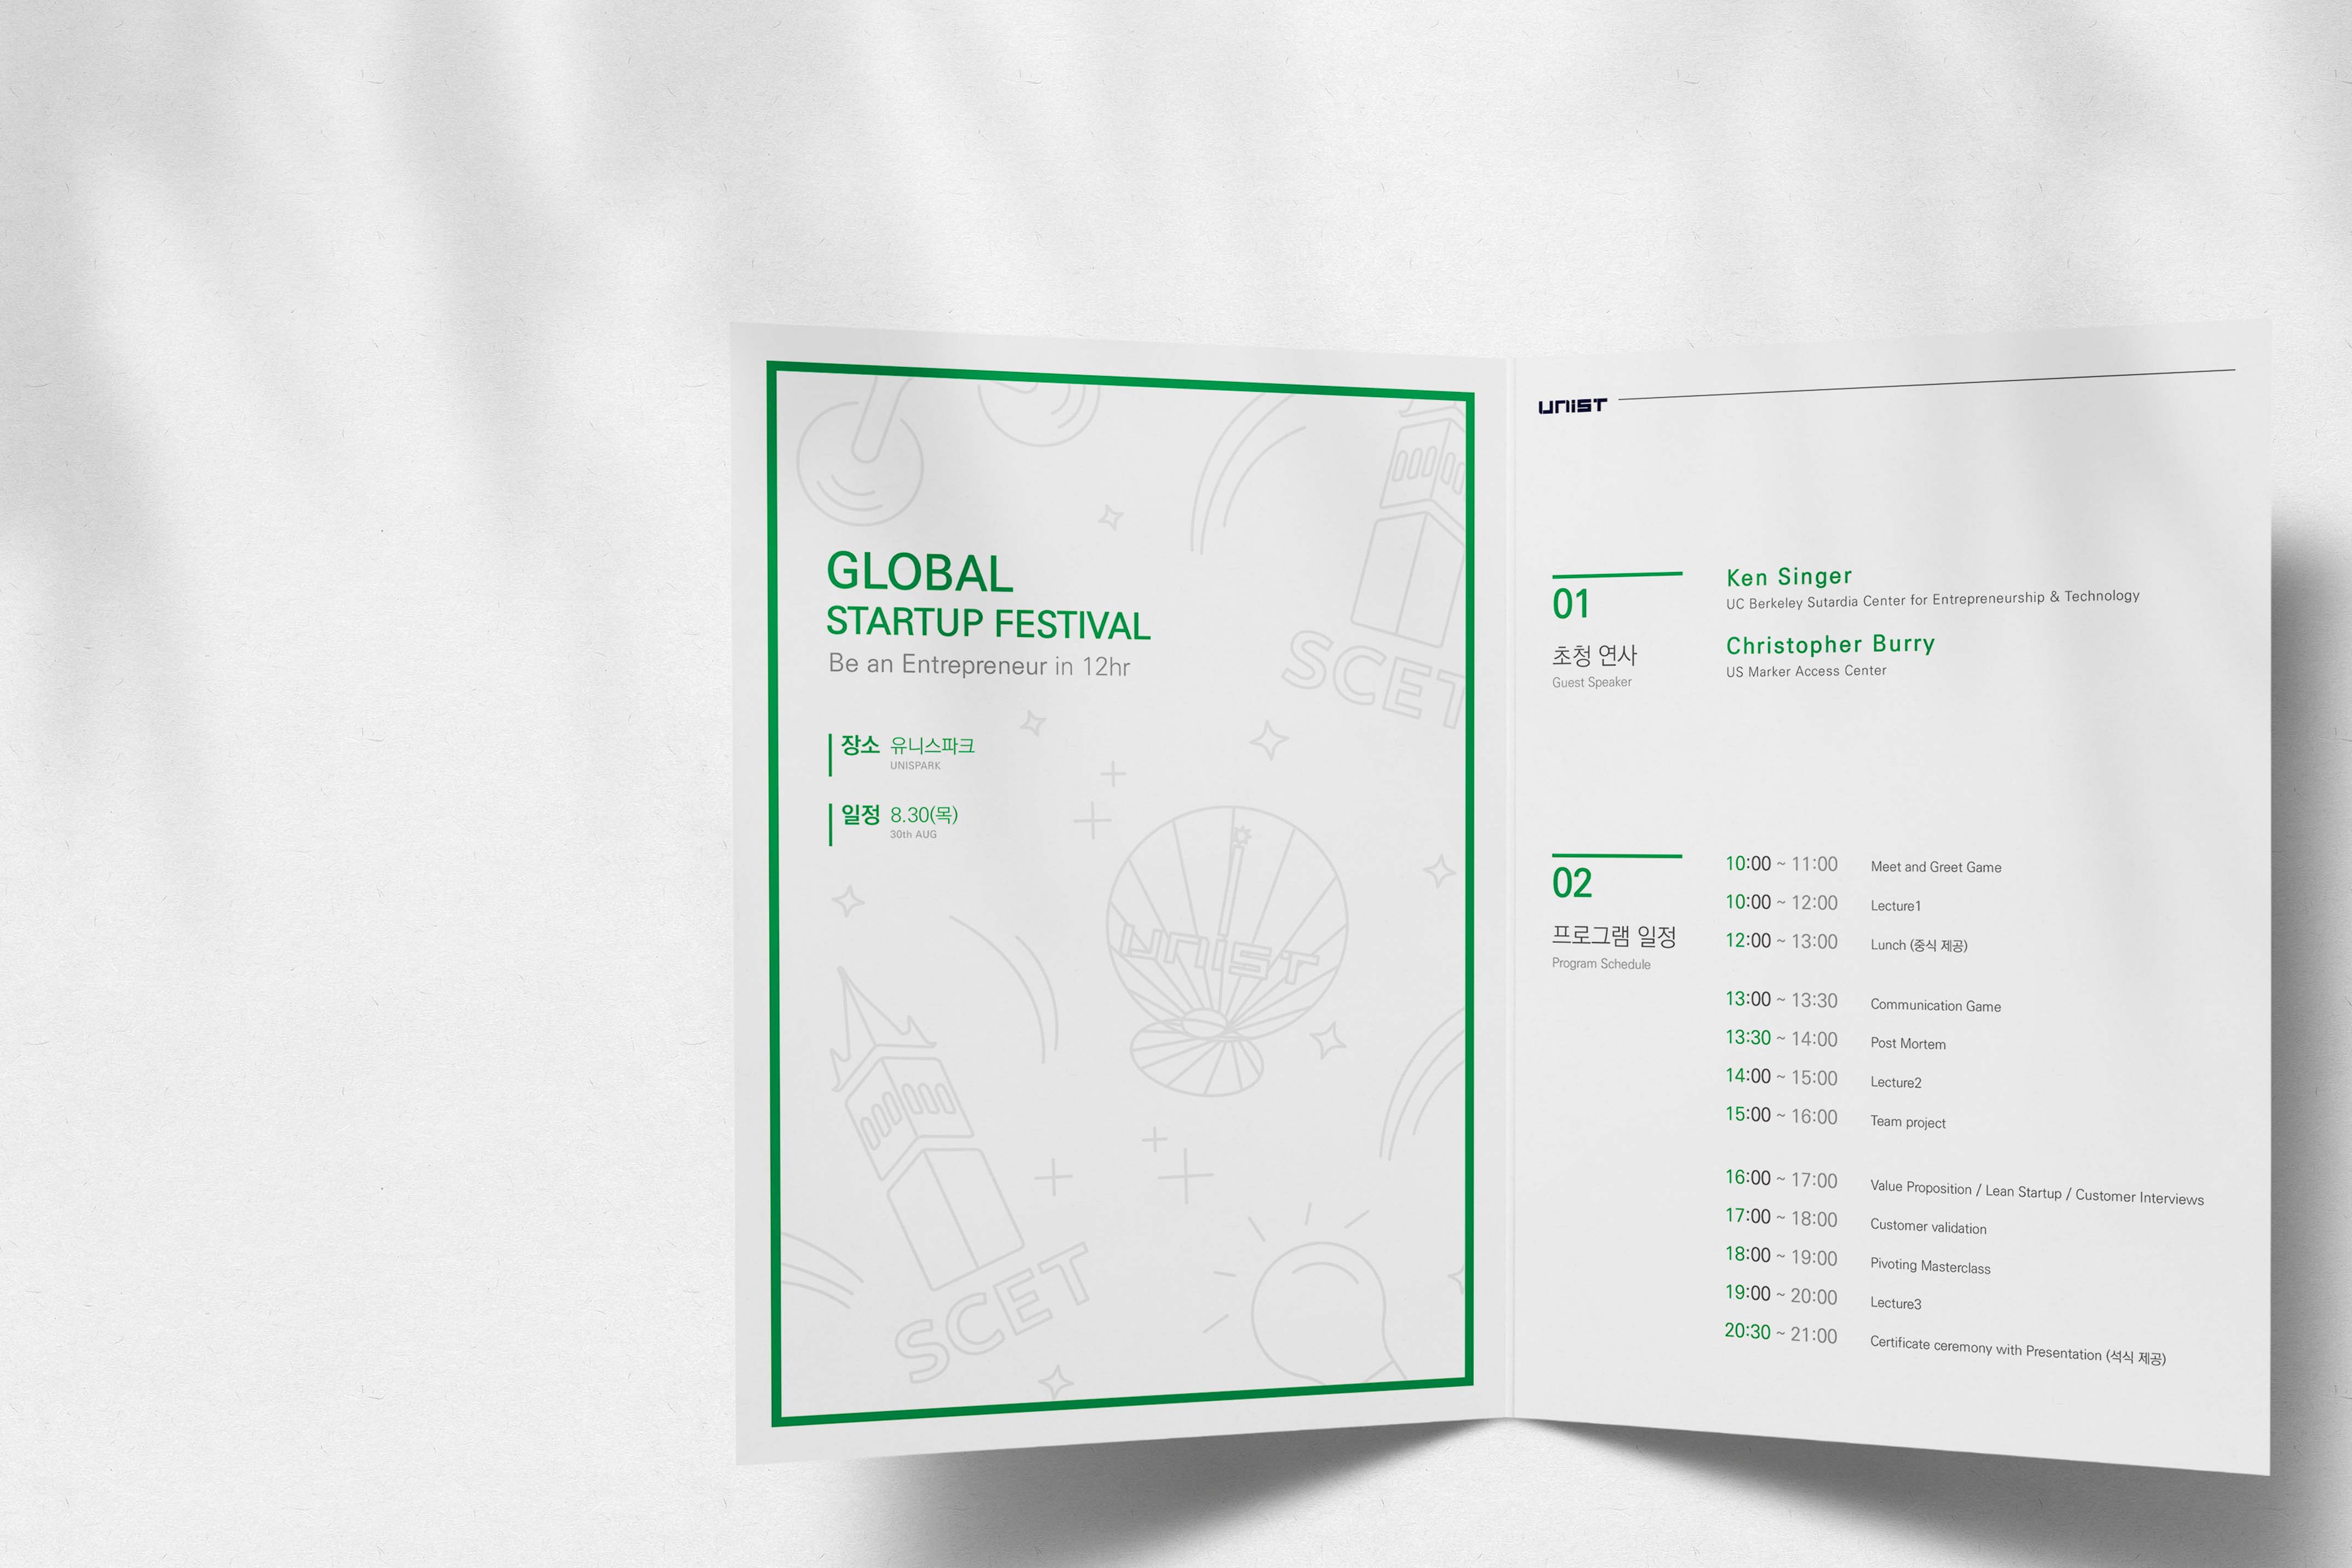 GLOBAL
STARTUP FESTIVAL
Be an Entrepreneur in 12hr
장소 유니스파크
UNISPARK
일정 8.30(목)
30th AUG
SCET
UNIST
SCET
UNIST
01
초청 연사
Guest Speaker
Ken Singer
UC Berkeley Sutardia Center for Entrepreneurship & Technology
Christopher Burry
US Marker Access Center
02
프로그램 일정
Program Schedule
10:00 ~ 11:00 Meet and Greet Game
10:00 ~ 12:00 Lecture1
12:00 ~ 13:00 Lunch (중식 제공)
13:00 ~ 13:30 Communication Game
13:30 ~ 14:00 Post Mortem
14:00 ~ 15:00 Lecture2
15:00 ~ 16:00 Team project
16:00 ~ 17:00 Value Proposition / Lean Startup / Customer Interviews
17:00 ~ 18:00 Customer validation
18:00 ~ 19:00 Pivoting Masterclass
19:00 ~ 20:00 Lecture3
20:30 ~ 21:00 Certificate ceremony with Presentation (석식 제공)